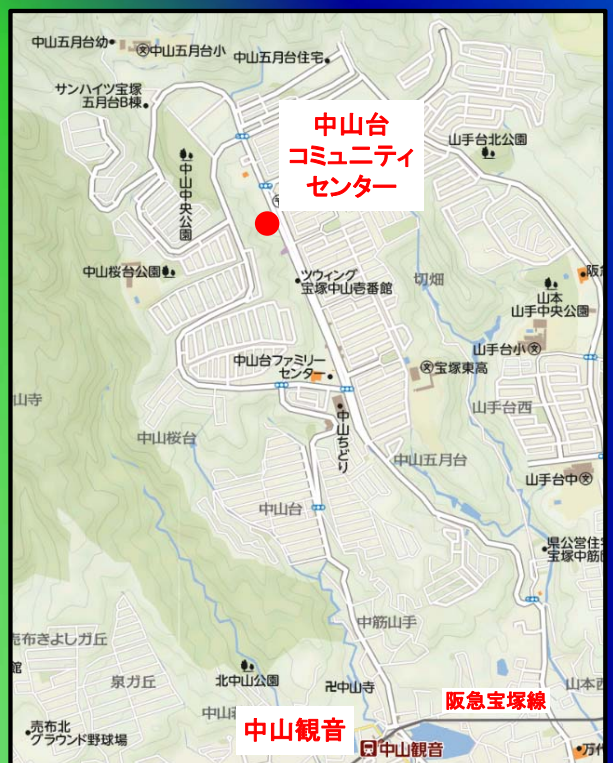 中山五月台幼
中山五月台小
中山五月台住宅
サンハイツ宝塚
五月台B棟
中山台
コミュニティ
センター
山手台北公園
中山中央公園
中山桜台公園
ツウィング
宝塚中山壱番館
切畑
阪急
山本
山手中央公園
中山台ファミリー
センター
山手台小
宝塚東高
山寺
山手台西
中山ちどり
中山桜台
中山五月台
山手台中
中山台
県公営住宅
宝塚中筋
中筋山手
売布きよしガ丘
館
泉ガ丘
北中山公園
中山寺
山本西
阪急宝塚線
中山観音
売布北
グラウンド野球場
中山観音
万代